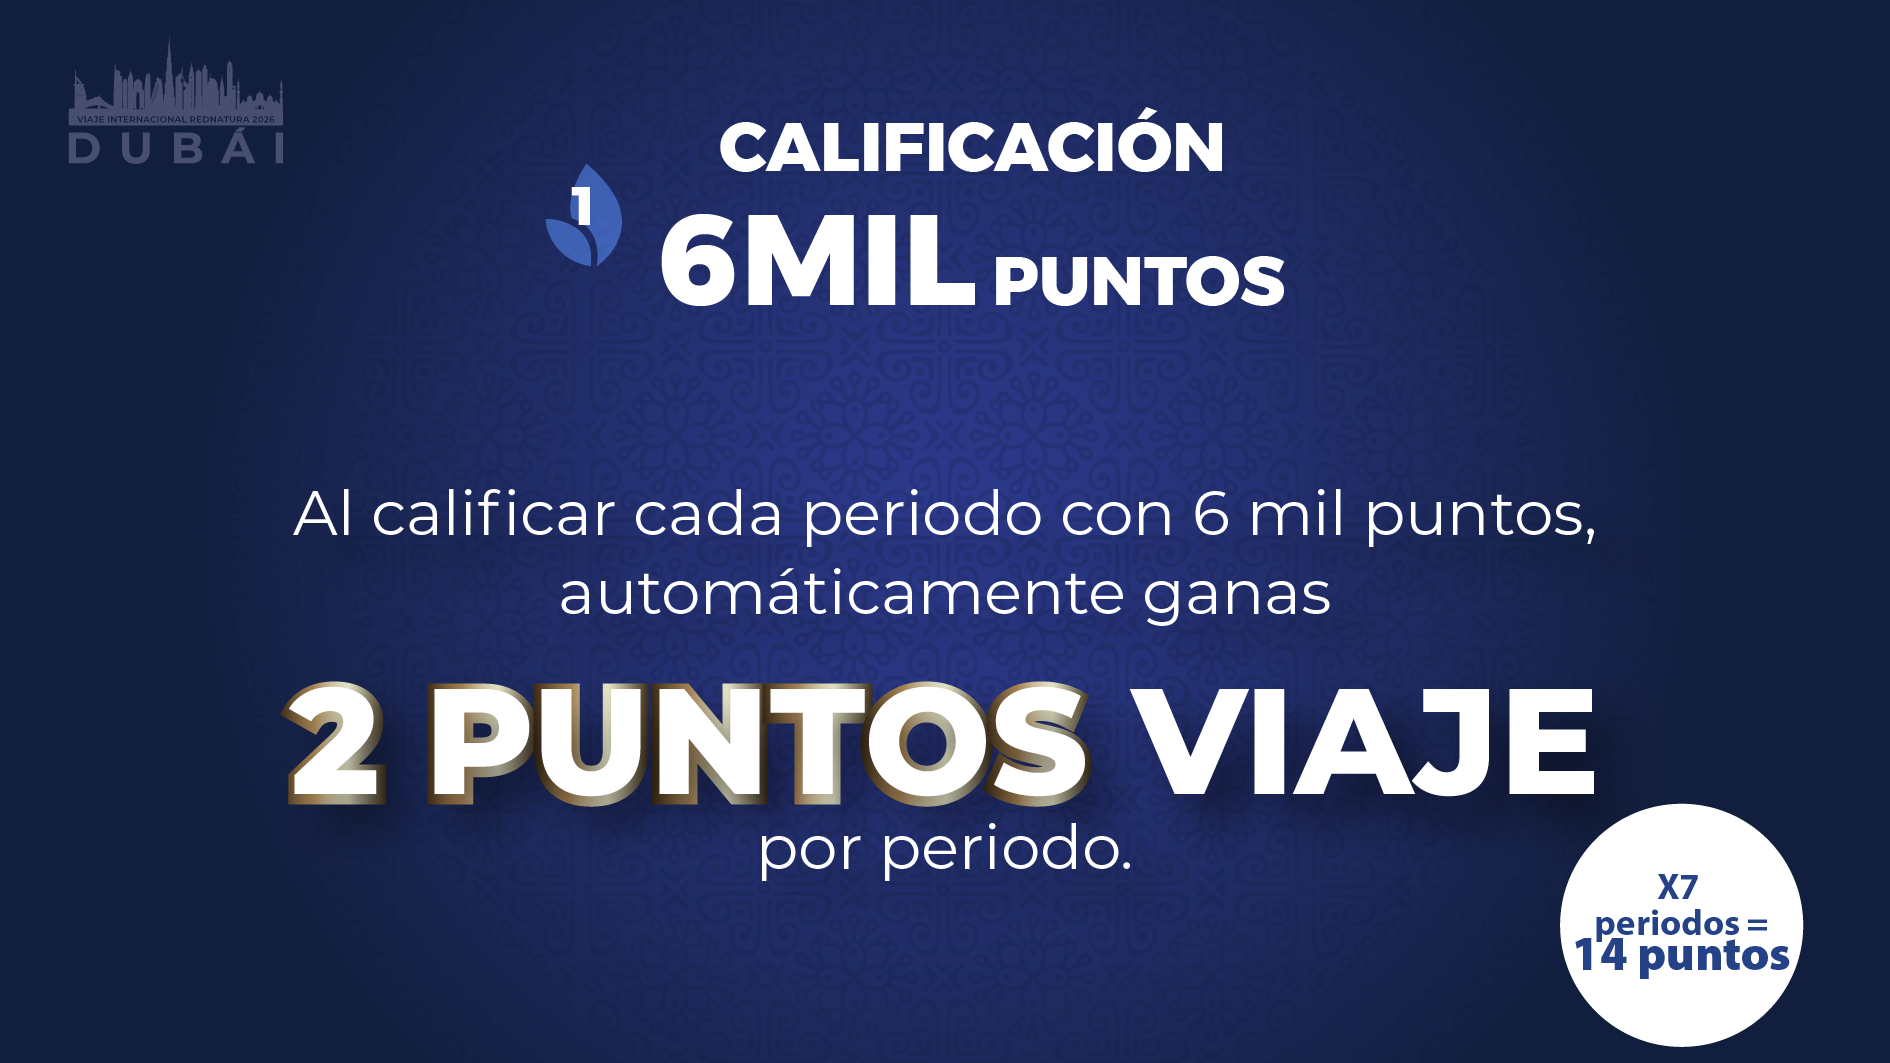 VIAJE INTERNACIONAL REDNATURA 2026
DUBÁI
CALIFICACIÓN
1
6MIL PUNTOS
Al calificar cada periodo con 6 mil puntos,
automáticamente ganas
2 PUNTOS VIAJE
por periodo.
X7
periodos =
14 puntos